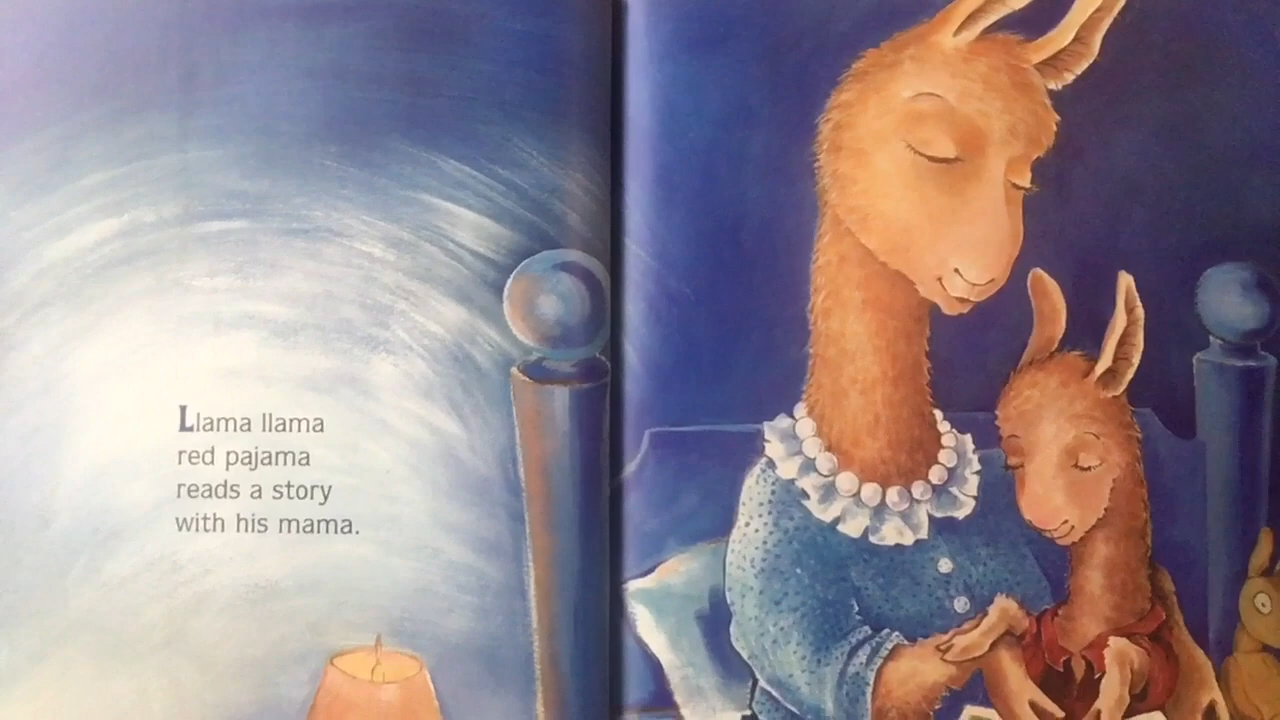 Llama llama
red pajama
reads a story
with his mama.